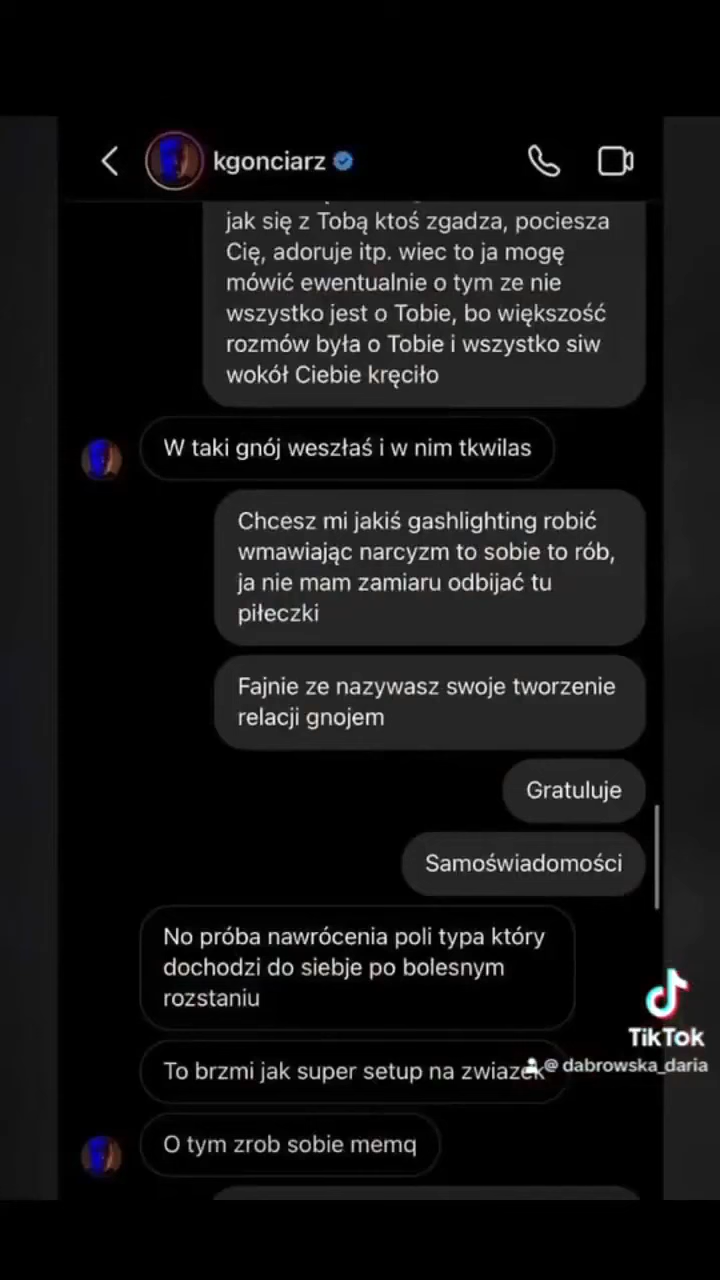 kgonciarz
jak się z Tobą ktoś zgadza, pociesza
Cię, adoruje itp. wiec to ja mogę
mówić ewentualnie o tym ze nie
wszystko jest o Tobie, bo większość
rozmów była o Tobie i wszystko siw
wokół Ciebie kręciło
W taki gnój weszłaś i w nim tkwilas
Chcesz mi jakiś gashlighting robić
wmawiając narcyzm to sobie to rób,
ja nie mam zamiaru odbijać tu
piłeczki
Fajnie ze nazywasz swoje tworzenie
relacji gnojem
Gratuluje
Samoświadomości
No próba nawrócenia poli typa który
dochodzi do siebje po bolesnym
rozstaniu
To brzmi jak super setup na zwiazek
O tym zrob sobie memq
TikTok
@ dabrowska_daria